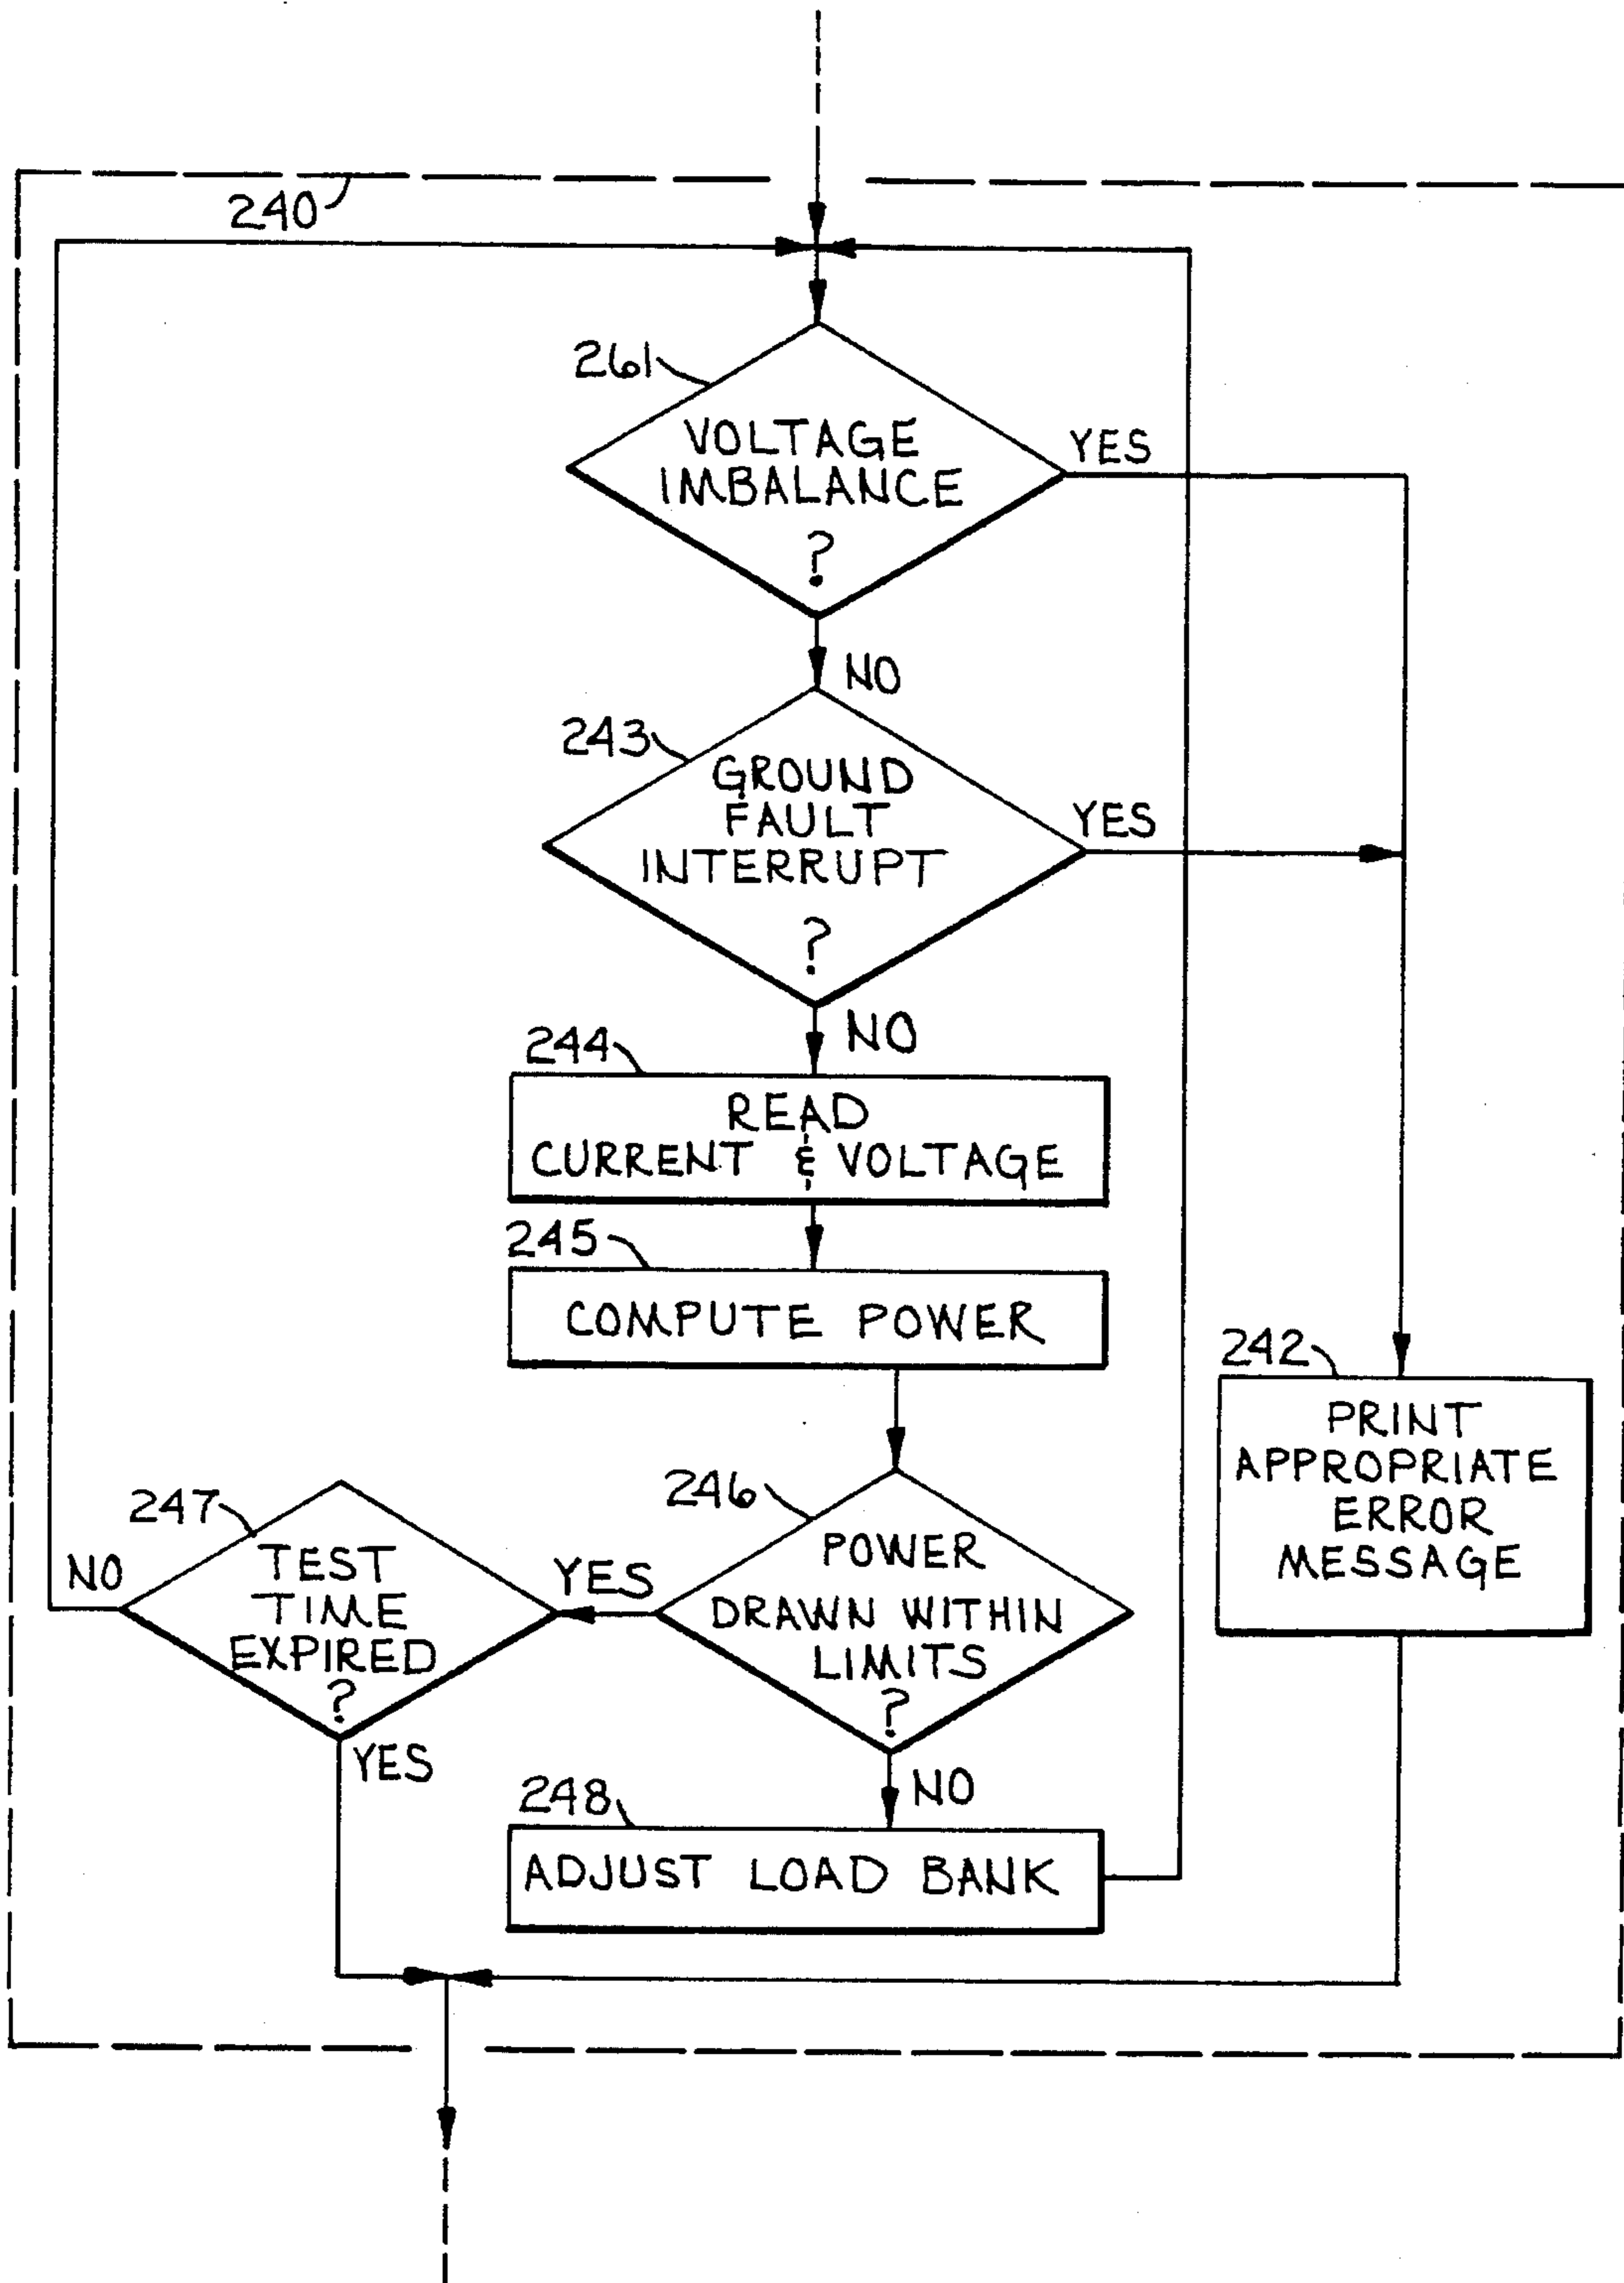 240
261
VOLTAGE
IMBALANCE
?
YES
NO
243
GROUND
FAULT
INTERRUPT
?
YES
NO
244
READ
CURRENT & VOLTAGE
245
COMPUTE POWER
242
PRINT
APPROPRIATE
ERROR
MESSAGE
246
POWER
DRAWN WITHIN
LIMITS
?
YES
NO
247
TEST
TIME
EXPIRED
?
NO
YES
248
ADJUST LOAD BANK